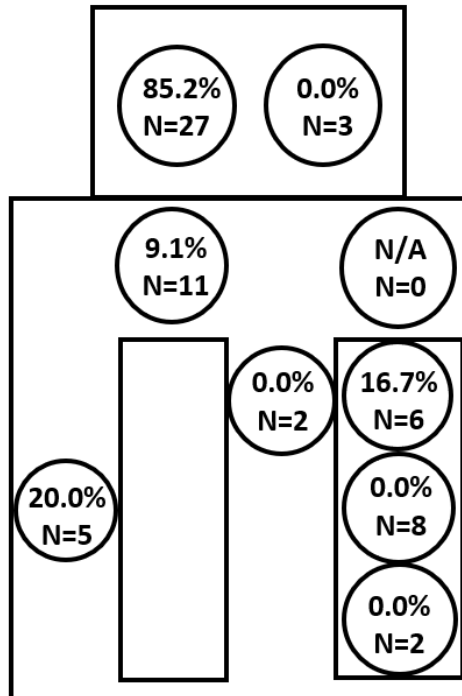 85.2%
N=27
0.0%
N=3
9.1%
N=11
N/A
N=0
0.0%
N=2
16.7%
N=6
20.0%
N=5
0.0%
N=8
0.0%
N=2